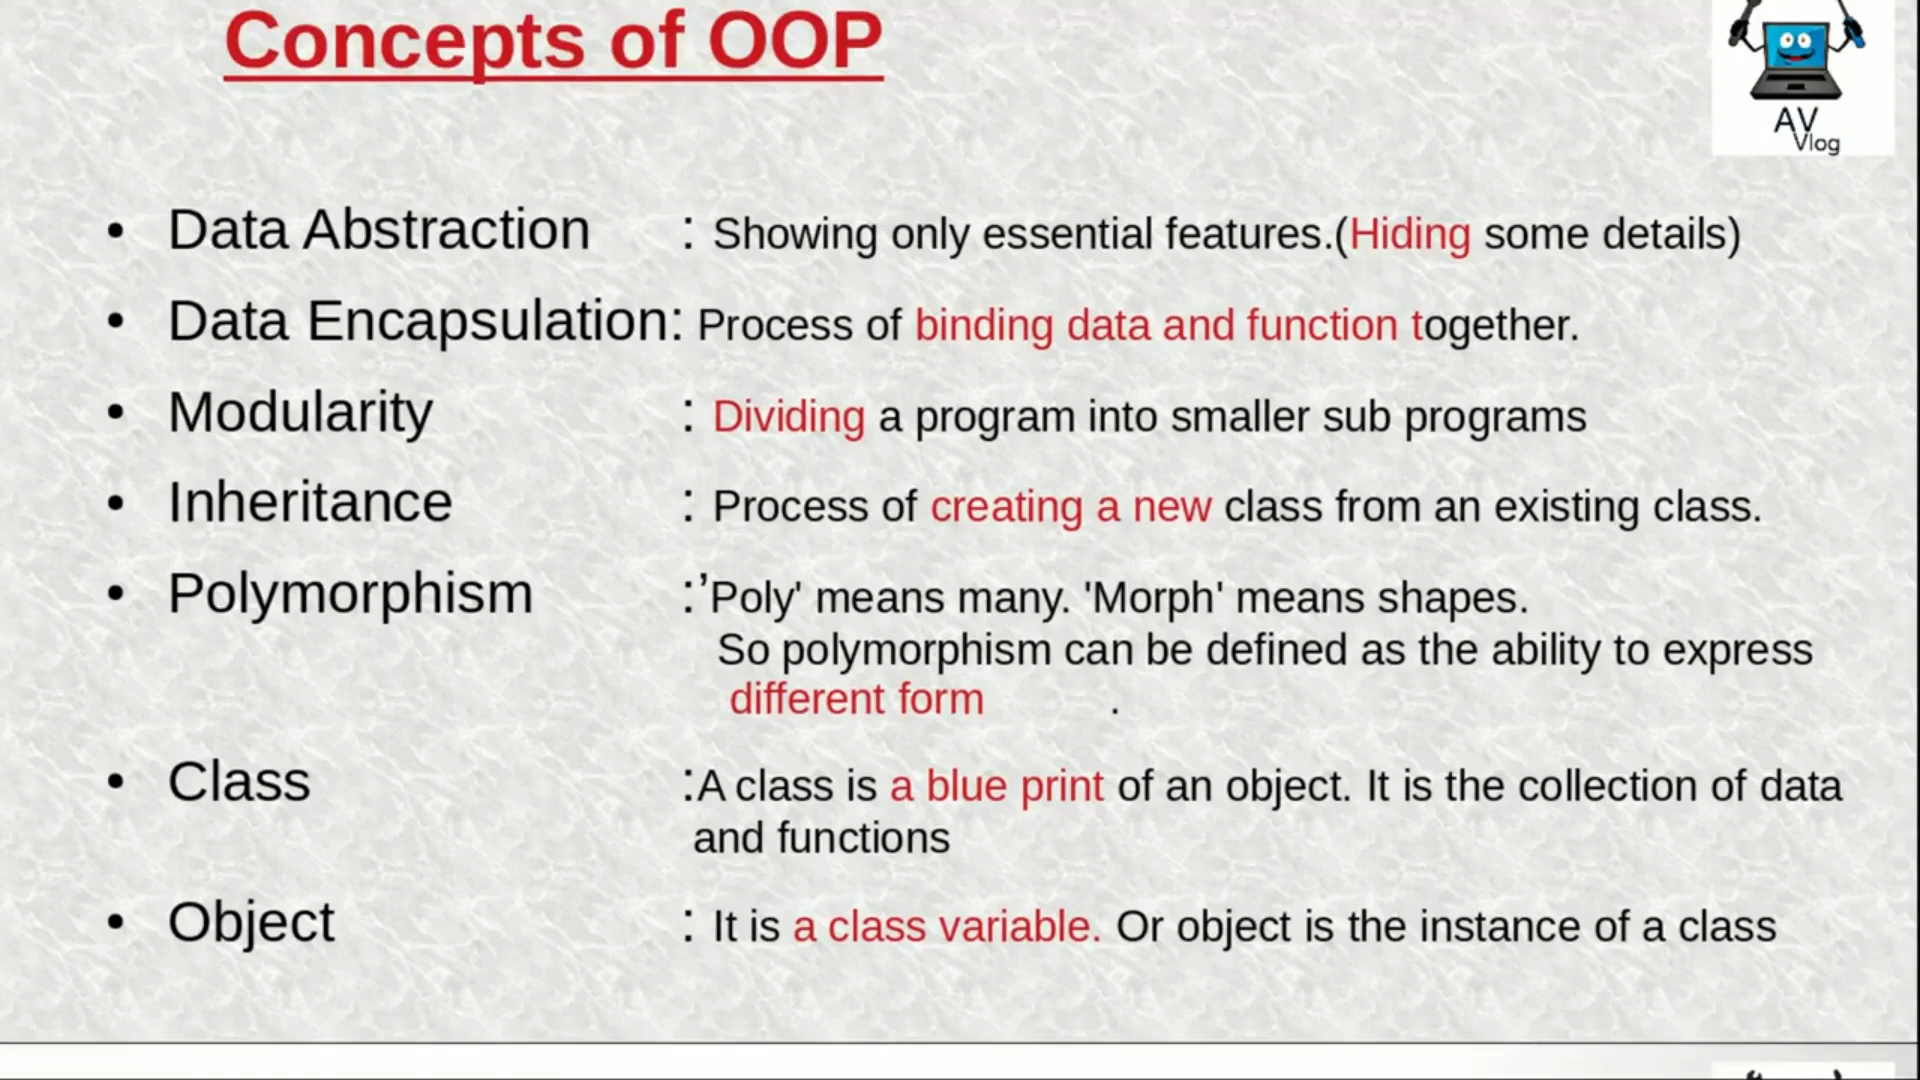 Concepts of OOP
AV
Vlog
• Data Abstraction : Showing only essential features.(Hiding some details)
• Data Encapsulation: Process of binding data and function together.
• Modularity : Dividing a program into smaller sub programs
• Inheritance : Process of creating a new class from an existing class.
• Polymorphism :’Poly' means many. 'Morph' means shapes.
So polymorphism can be defined as the ability to express
different form .
• Class :A class is a blue print of an object. It is the collection of data
and functions
• Object : It is a class variable. Or object is the instance of a class